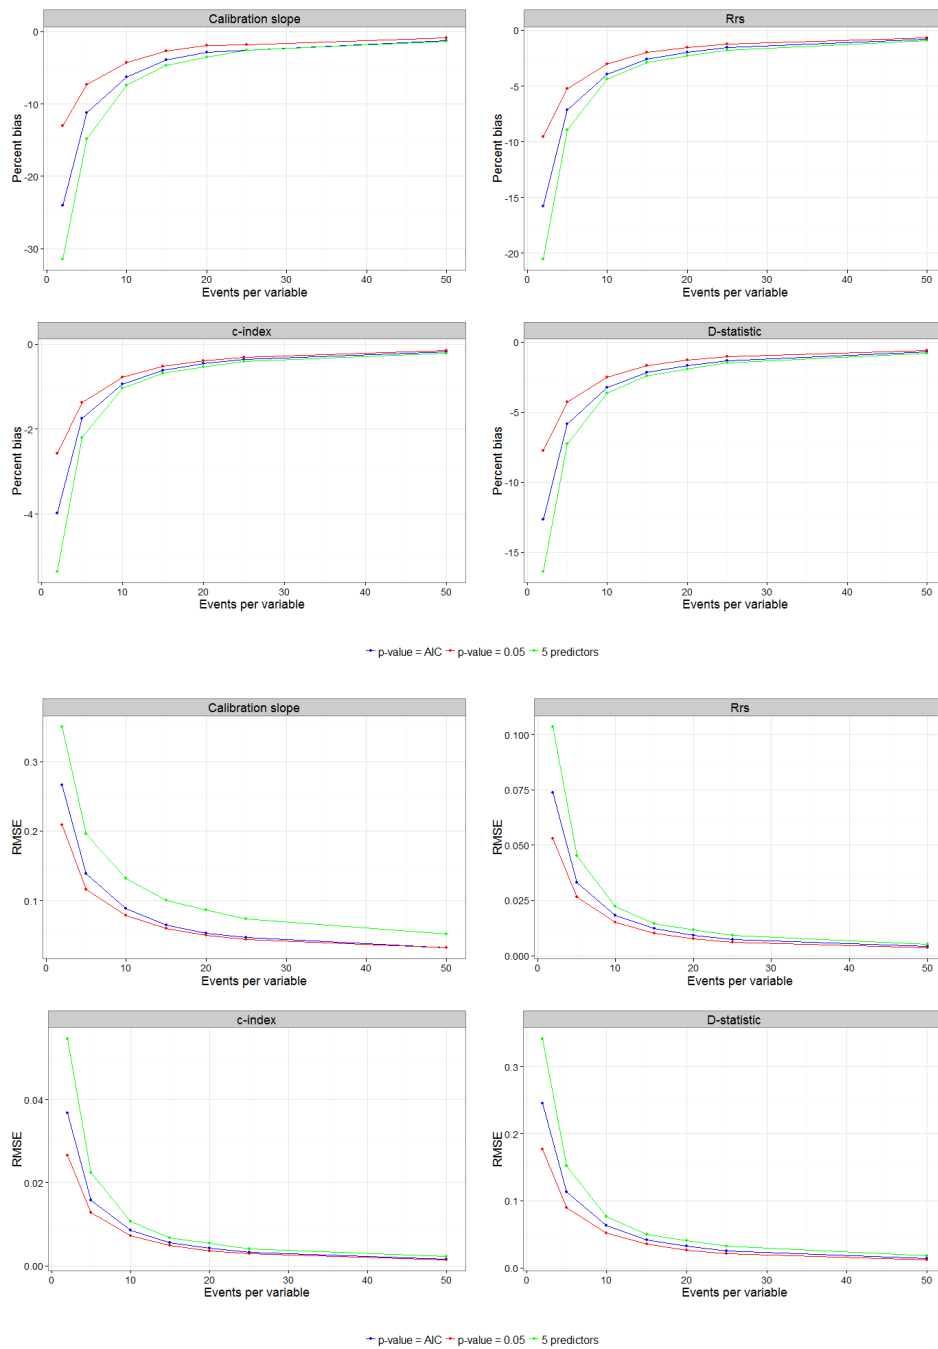 Calibration slope
Percent bias
0
-10
-20
-30
0 10 20 30 40 50
Events per variable
Rrs
Percent bias
0
-5
-10
-15
-20
0 10 20 30 40 50
Events per variable
c-index
Percent bias
0
-2
-4
0 10 20 30 40 50
Events per variable
D-statistic
Percent bias
0
-5
-10
-15
0 10 20 30 40 50
Events per variable
p-value = AIC p-value = 0.05 5 predictors
Calibration slope
RMSE
0.3
0.2
0.1
0 10 20 30 40 50
Events per variable
Rrs
RMSE
0.100
0.075
0.050
0.025
0.000
0 10 20 30 40 50
Events per variable
c-index
RMSE
0.04
0.02
0.00
0 10 20 30 40 50
Events per variable
D-statistic
RMSE
0.3
0.2
0.1
0.0
0 10 20 30 40 50
Events per variable
p-value = AIC p-value = 0.05 5 predictors